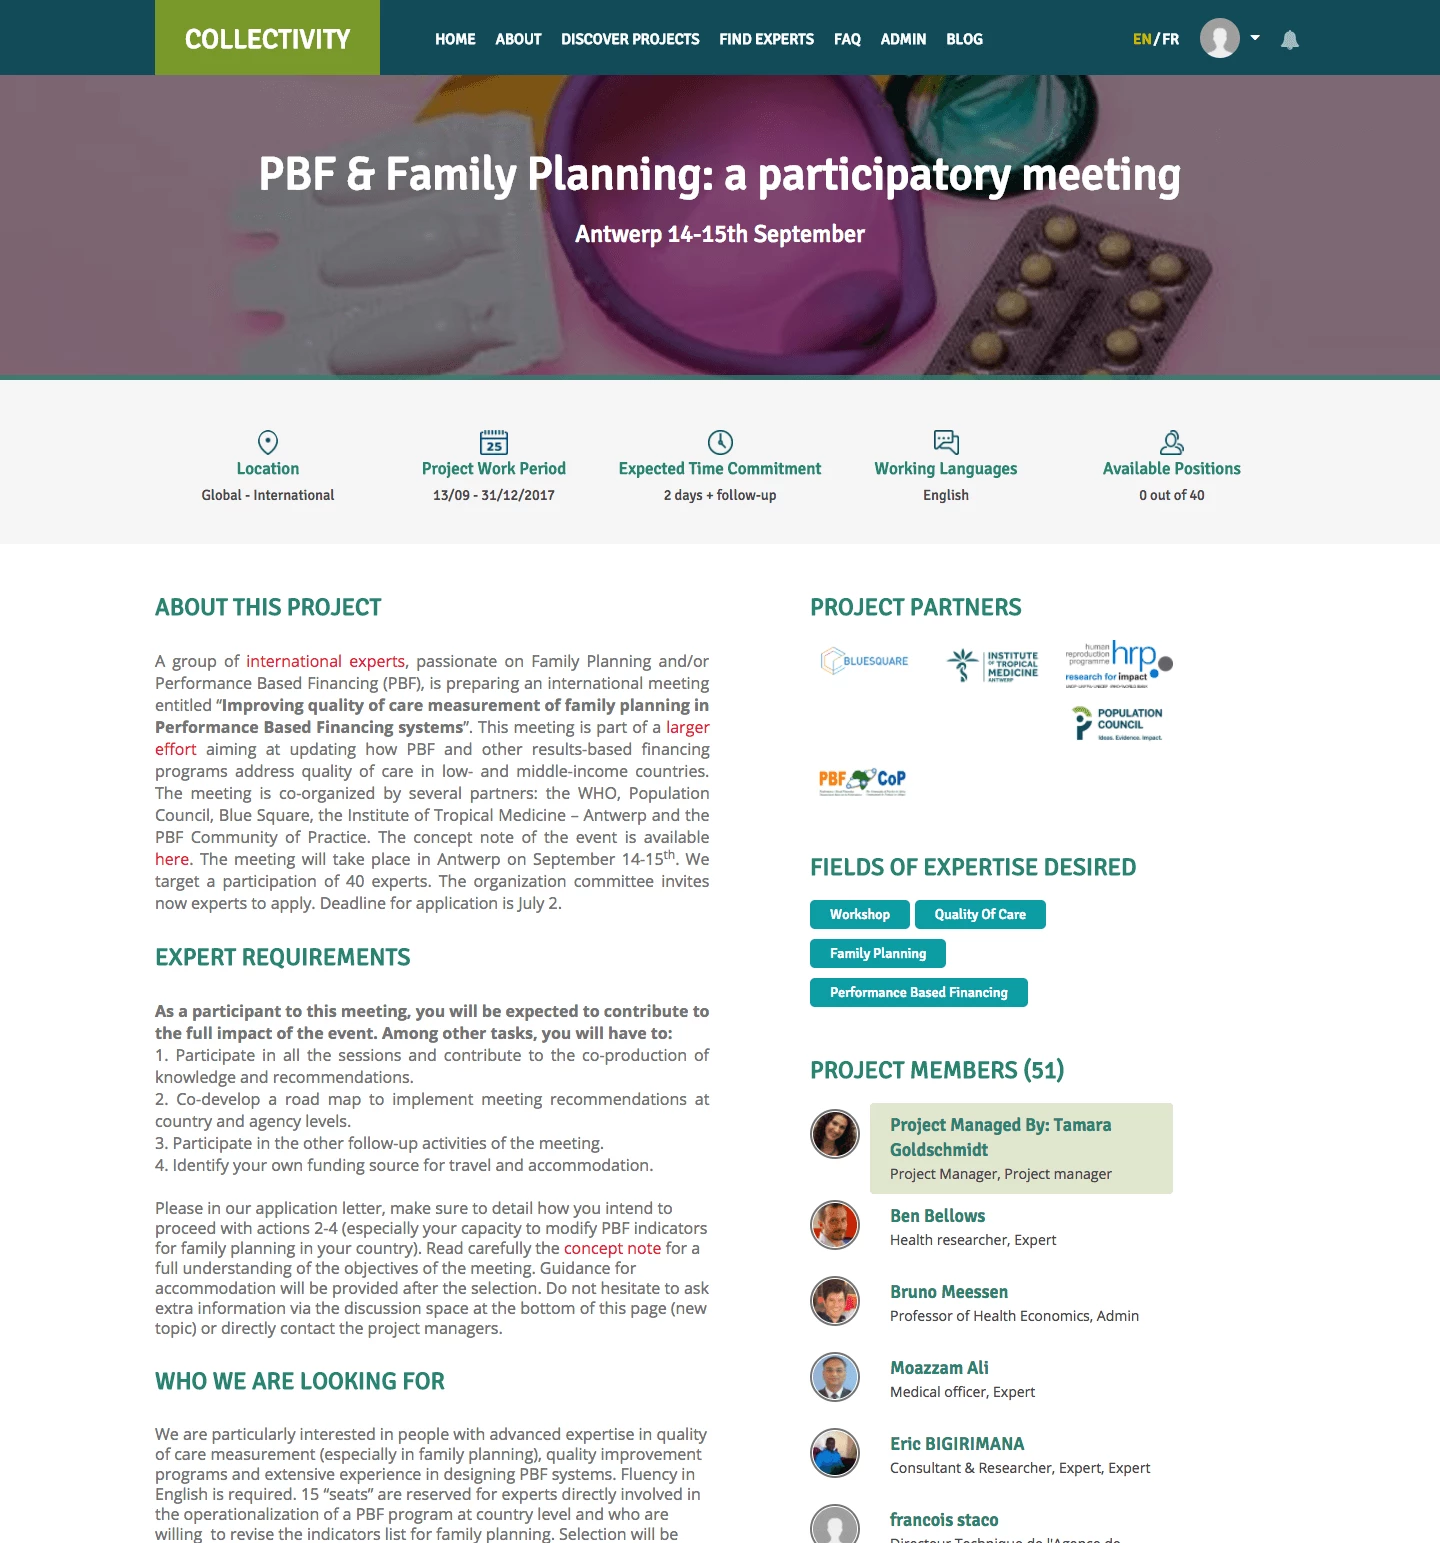 COLLECTIVITY
HOME ABOUT DISCOVER PROJECTS FIND EXPERTS FAQ ADMIN BLOG
EN/FR
PBF & Family Planning: a participatory meeting
Antwerp 14-15th September
25
Location
Global - International
Project Work Period
13/09 - 31/12/2017
Expected Time Commitment
2 days + follow-up
Working Languages
English
Available Positions
0 out of 40
ABOUT THIS PROJECT
A group of international experts, passionate on Family Planning and/or
Performance Based Financing (PBF), is preparing an international meeting
entitled “Improving quality of care measurement of family planning in
Performance Based Financing systems”. This meeting is part of a larger
effort aiming at updating how PBF and other results-based financing
programs address quality of care in low- and middle-income countries.
The meeting is co-organized by several partners: the WHO, Population
Council, Blue Square, the Institute of Tropical Medicine – Antwerp and the
PBF Community of Practice. The concept note of the event is available
here. The meeting will take place in Antwerp on September 14-15th. We
target a participation of 40 experts. The organization committee invites
now experts to apply. Deadline for application is July 2.
EXPERT REQUIREMENTS
As a participant to this meeting, you will be expected to contribute to
the full impact of the event. Among other tasks, you will have to:
1. Participate in all the sessions and contribute to the co-production of
knowledge and recommendations.
2. Co-develop a road map to implement meeting recommendations at
country and agency levels.
3. Participate in the other follow-up activities of the meeting.
4. Identify your own funding source for travel and accommodation.
Please in our application letter, make sure to detail how you intend to
proceed with actions 2-4 (especially your capacity to modify PBF indicators
for family planning in your country). Read carefully the concept note for a
full understanding of the objectives of the meeting. Guidance for
accommodation will be provided after the selection. Do not hesitate to ask
extra information via the discussion space at the bottom of this page (new
topic) or directly contact the project managers.
WHO WE ARE LOOKING FOR
We are particularly interested in people with advanced expertise in quality
of care measurement (especially in family planning), quality improvement
programs and extensive experience in designing PBF systems. Fluency in
English is required. 15 “seats” are reserved for experts directly involved in
the operationalization of a PBF program at country level and who are
willing to revise the indicators list for family planning. Selection will be
PROJECT PARTNERS
BLUESQUARE
INSTITUTE
OF TROPICAL
MEDICINE
ANTWERP
human
reproduction
programme
hrp.
research for impact
POPULATION
COUNCIL
Ideas. Evidence. Impact.
PBF CoP
FIELDS OF EXPERTISE DESIRED
Workshop
Quality Of Care
Family Planning
Performance Based Financing
PROJECT MEMBERS (51)
Project Managed By: Tamara
Goldschmidt
Project Manager, Project manager
Ben Bellows
Health researcher, Expert
Bruno Meessen
Professor of Health Economics, Admin
Moazzam Ali
Medical officer, Expert
Eric BIGIRIMANA
Consultant & Researcher, Expert, Expert
francois staco
Directeur Technique de l'Agence de